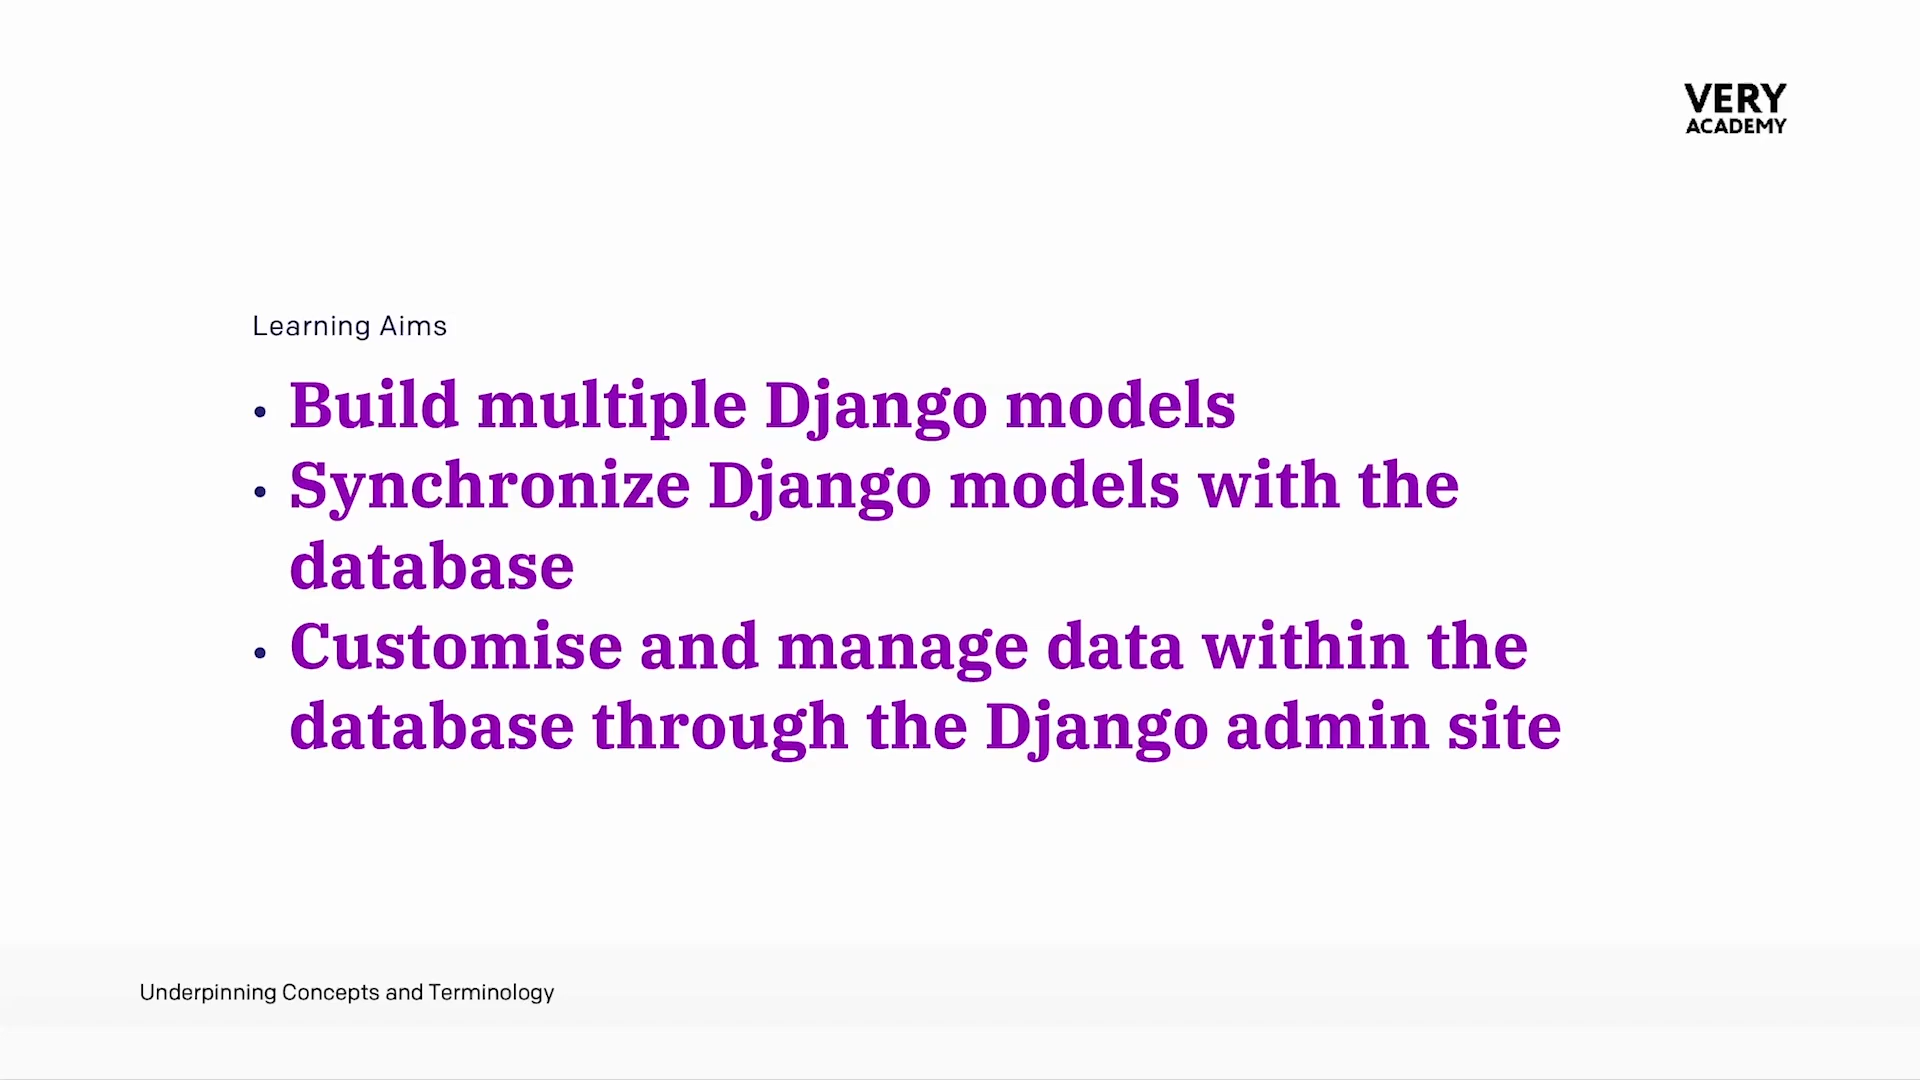 VERY
ACADEMY
Learning Aims
• Build multiple Django models
• Synchronize Django models with the
database
• Customise and manage data within the
database through the Django admin site
Underpinning Concepts and Terminology